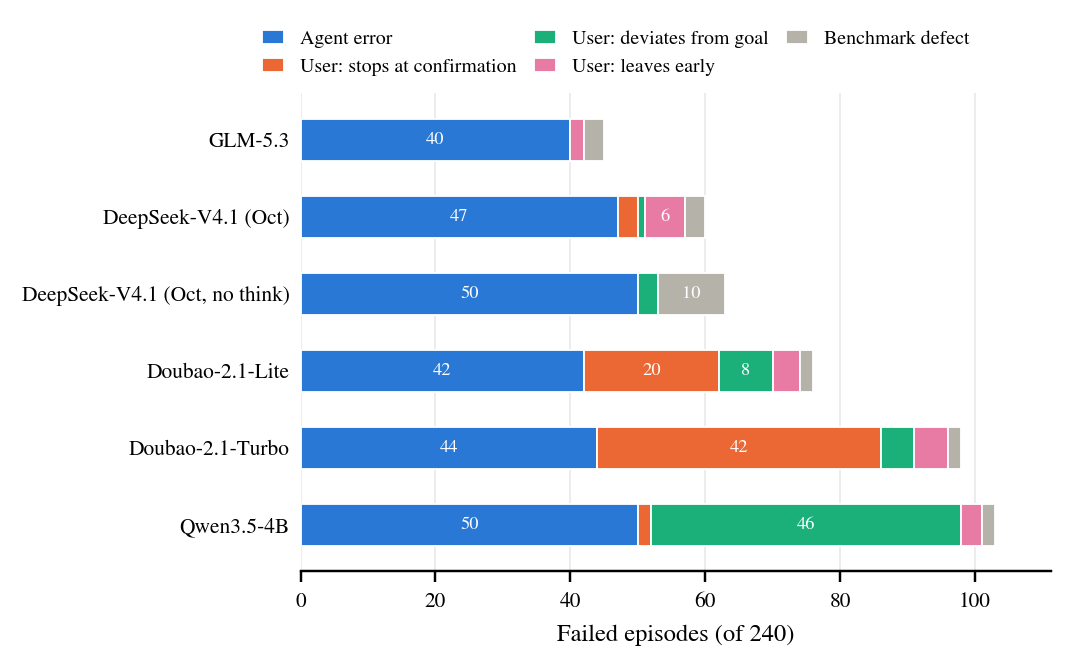 Agent error
User: stops at confirmation
User: deviates from goal
User: leaves early
Benchmark defect
GLM-5.3
40
DeepSeek-V4.1 (Oct)
47
6
DeepSeek-V4.1 (Oct, no think)
50
10
Doubao-2.1-Lite
42
20
8
Doubao-2.1-Turbo
44
42
Qwen3.5-4B
50
46
0
20
40
60
80
100
Failed episodes (of 240)